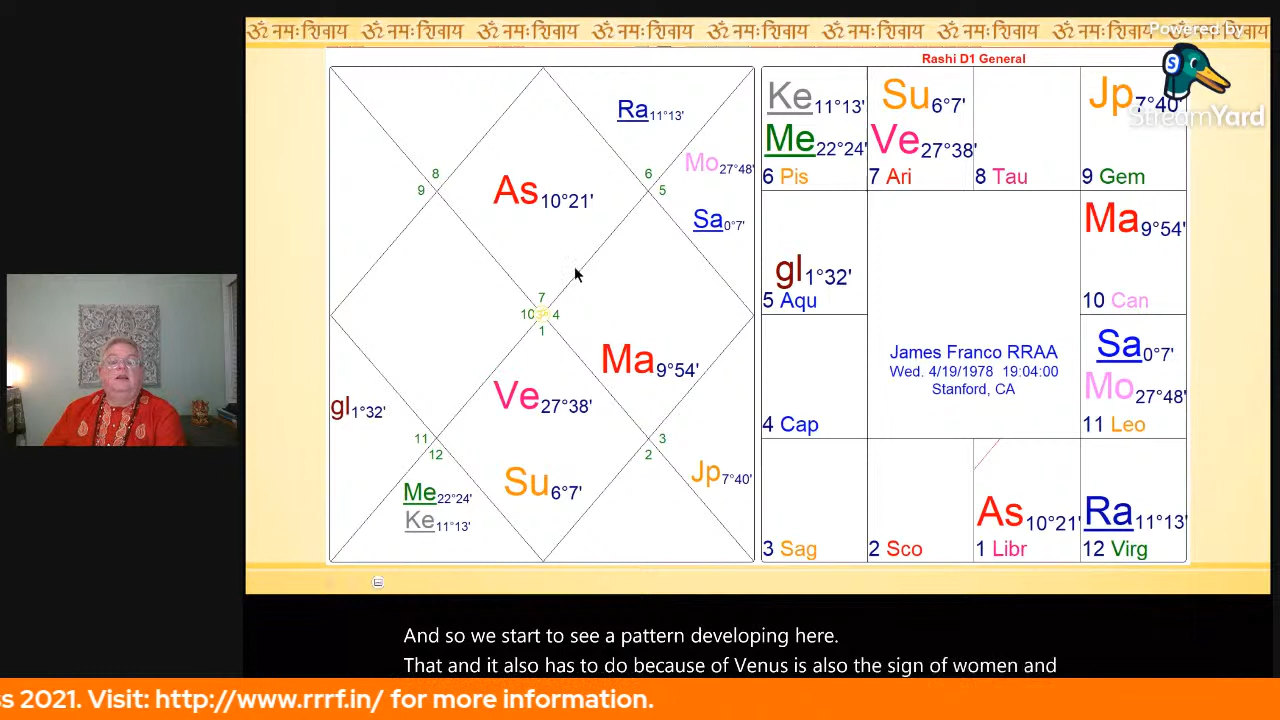 ॐ नमः शिवाय ॐ नमः शिवाय ॐ नमः शिवाय ॐ नमः शिवाय ॐ नमः शिवाय ॐ नमः शिवाय ॐ नमः शिवाय ॐ नमः शिवाय ॐ नमः शिवाय
Powered by
StreamYard
Ra 11°13'
Mo 27°48'
8
6
9
5
As 10°21'
Sa 0°7'
7
10 ॐ 4
1
Ma 9°54'
Ve 27°38'
gl 1°32'
11
3
12
2
Me 22°24'
Su 6°7'
Jp 7°40'
Ke 11°13'
Rashi D1 General
Ke 11°13'
Me 22°24'
6 Pis
Su 6°7'
Ve 27°38'
7 Ari
8 Tau
Jp 7°40'
9 Gem
gl 1°32'
5 Aqu
Ma 9°54'
10 Can
James Franco RRAA
Wed. 4/19/1978 19:04:00
Stanford, CA
4 Cap
Sa 0°7'
Mo 27°48'
11 Leo
3 Sag
2 Sco
As 10°21'
1 Libr
Ra 11°13'
12 Virg
And so we start to see a pattern developing here.
That and it also has to do because of Venus is also the sign of women and
s 2021. Visit: http://www.rrrf.in/ for more information.